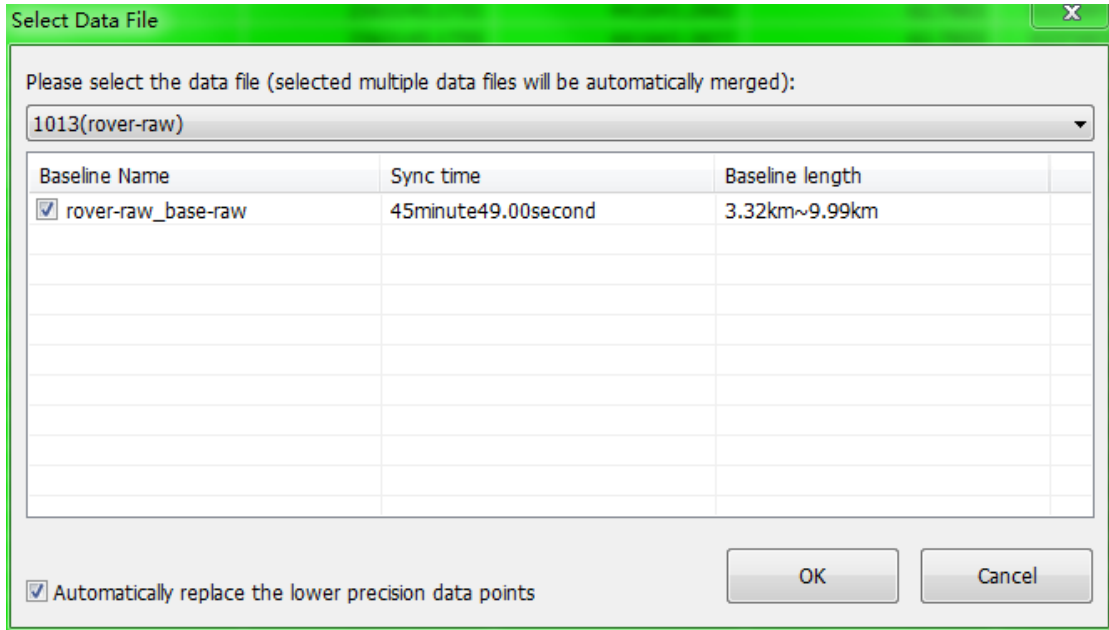 Select Data File
Please select the data file (selected multiple data files will be automatically merged):
1013(rover-raw)
Baseline Name Sync time Baseline length
rover-raw_base-raw 45minute49.00second 3.32km~9.99km
Automatically replace the lower precision data points
OK Cancel